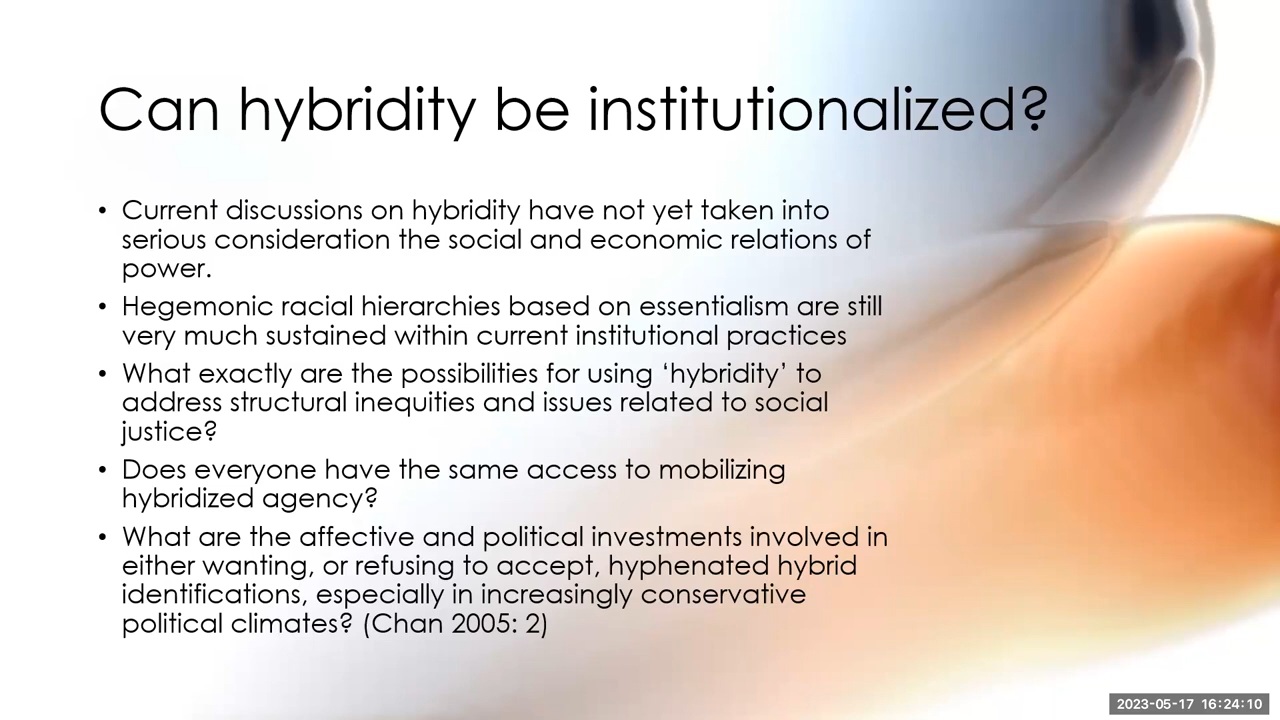 Can hybridity be institutionalized?
• Current discussions on hybridity have not yet taken into
serious consideration the social and economic relations of
power.
• Hegemonic racial hierarchies based on essentialism are still
very much sustained within current institutional practices
• What exactly are the possibilities for using ‘hybridity’ to
address structural inequities and issues related to social
justice?
• Does everyone have the same access to mobilizing
hybridized agency?
• What are the affective and political investments involved in
either wanting, or refusing to accept, hyphenated hybrid
identifications, especially in increasingly conservative
political climates? (Chan 2005: 2)
2023-05-17 16:24:10